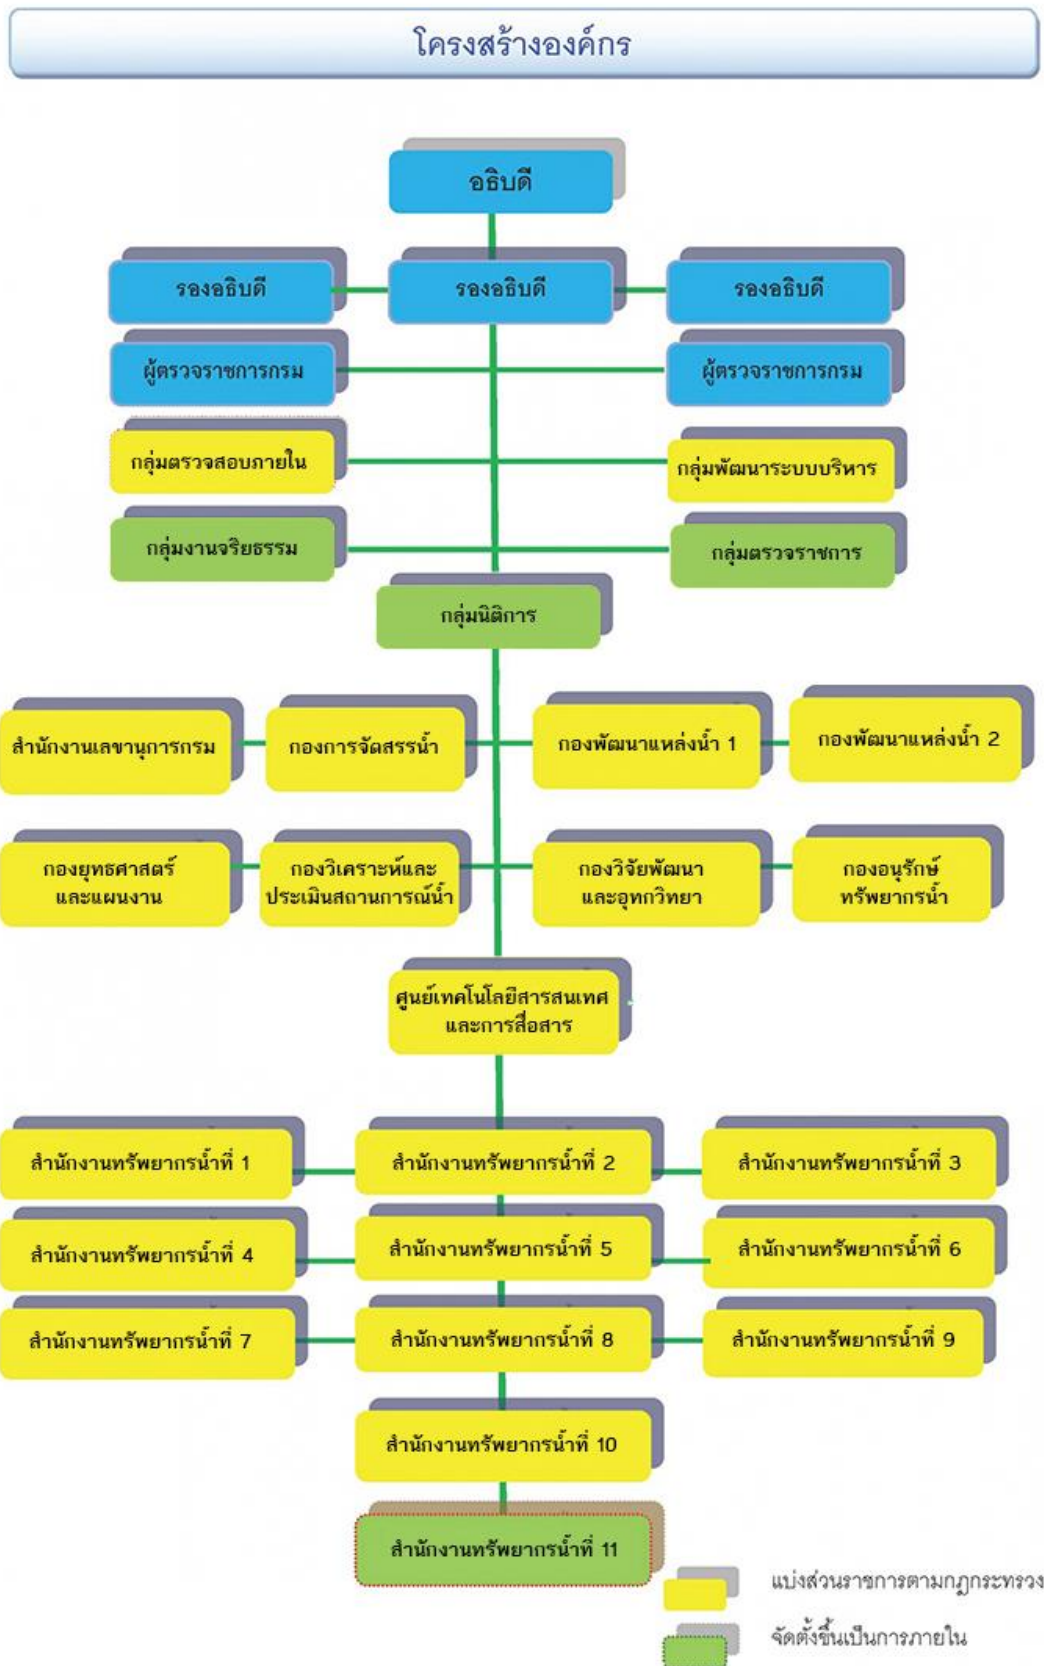 โครงสร้างองค์กร
อธิบดี
รองอธิบดี
รองอธิบดี
รองอธิบดี
ผู้ตรวจราชการกรม
ผู้ตรวจราชการกรม
กลุ่มตรวจสอบภายใน
กลุ่มพัฒนาระบบบริหาร
กลุ่มงานจริยธรรม
กลุ่มตรวจราชการ
กลุ่มนิติการ
สำนักงานเลขานุการกรม
กองการจัดสรรน้ำ
กองพัฒนาแหล่งน้ำ 1
กองพัฒนาแหล่งน้ำ 2
กองยุทธศาสตร์
และแผนงาน
กองวิเคราะห์และ
ประเมินสถานการณ์น้ำ
กองวิจัยพัฒนา
และอุทกวิทยา
กองอนุรักษ์
ทรัพยากรน้ำ
ศูนย์เทคโนโลยีสารสนเทศ
และการสื่อสาร
สำนักงานทรัพยากรน้ำที่ 1
สำนักงานทรัพยากรน้ำที่ 2
สำนักงานทรัพยากรน้ำที่ 3
สำนักงานทรัพยากรน้ำที่ 4
สำนักงานทรัพยากรน้ำที่ 5
สำนักงานทรัพยากรน้ำที่ 6
สำนักงานทรัพยากรน้ำที่ 7
สำนักงานทรัพยากรน้ำที่ 8
สำนักงานทรัพยากรน้ำที่ 9
สำนักงานทรัพยากรน้ำที่ 10
สำนักงานทรัพยากรน้ำที่ 11
แบ่งส่วนราชการตามกฎกระทรวง
จัดตั้งขึ้นเป็นการภายใน